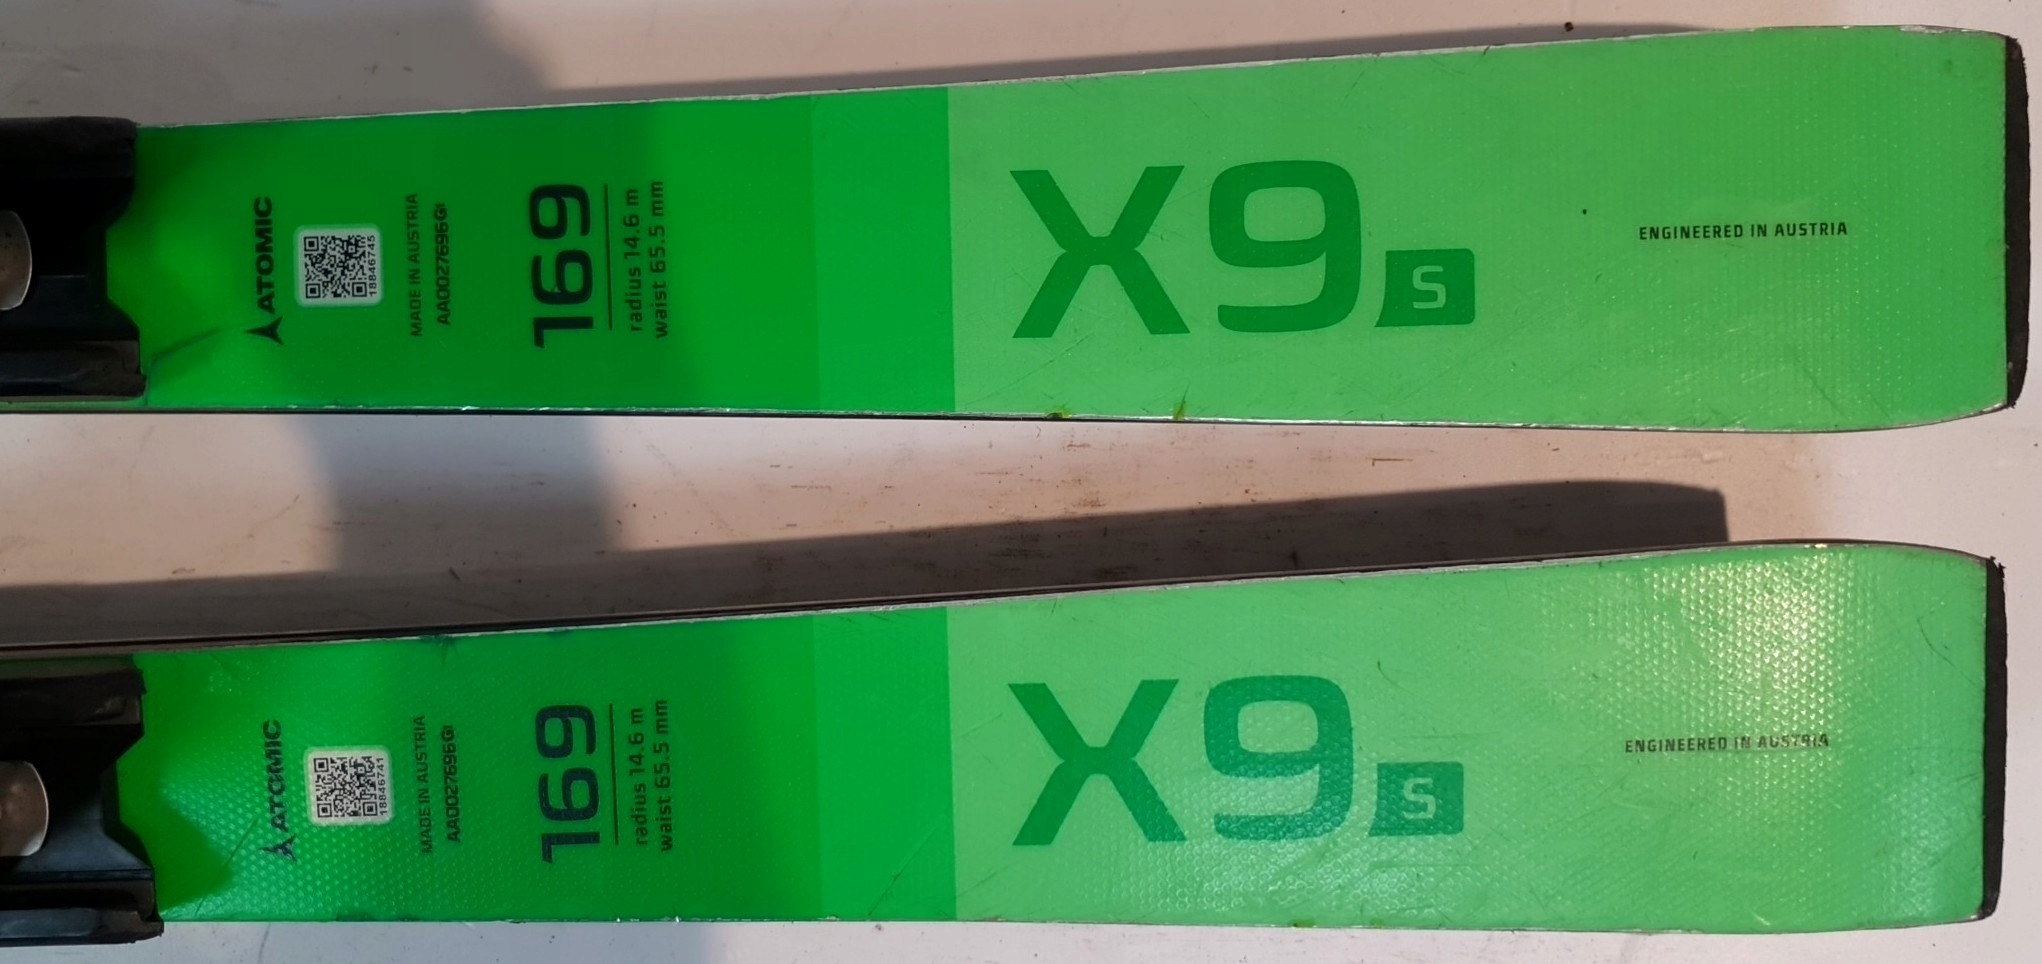 ATOMIC
18846745
MADE IN AUSTRIA
AA0027696GI
169
radius 14.6 m
waist 65.5 mm
X9 S
ENGINEERED IN AUSTRIA
ATOMIC
18846741
MADE IN AUSTRIA
AA0027696GI
169
radius 14.6 m
waist 65.5 mm
X9 S
ENGINEERED IN AUSTRIA